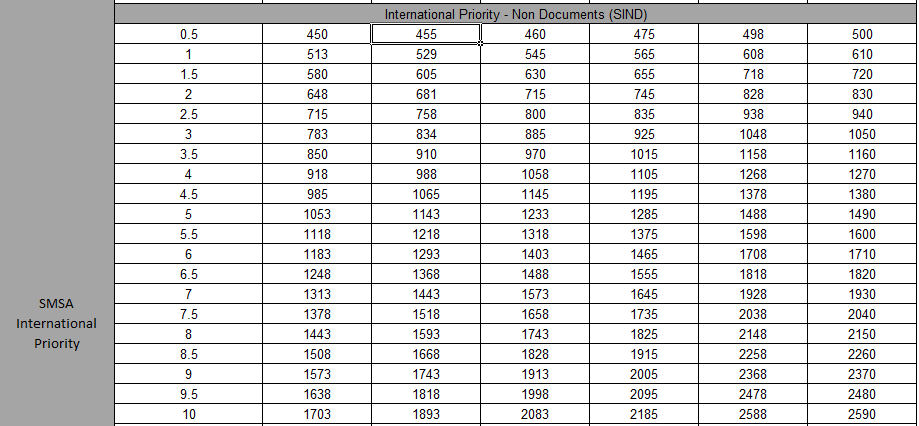 International Priority - Non Documents (SIND)
0.5 450 455 460 475 498 500
1 513 529 545 565 608 610
1.5 580 605 630 655 718 720
2 648 681 715 745 828 830
2.5 715 758 800 835 938 940
3 783 834 885 925 1048 1050
3.5 850 910 970 1015 1158 1160
4 918 988 1058 1105 1268 1270
4.5 985 1065 1145 1195 1378 1380
5 1053 1143 1233 1285 1488 1490
5.5 1118 1218 1318 1375 1598 1600
6 1183 1293 1403 1465 1708 1710
6.5 1248 1368 1488 1555 1818 1820
7 1313 1443 1573 1645 1928 1930
7.5 1378 1518 1658 1735 2038 2040
8 1443 1593 1743 1825 2148 2150
8.5 1508 1668 1828 1915 2258 2260
9 1573 1743 1913 2005 2368 2370
9.5 1638 1818 1998 2095 2478 2480
10 1703 1893 2083 2185 2588 2590
SMSA
International
Priority